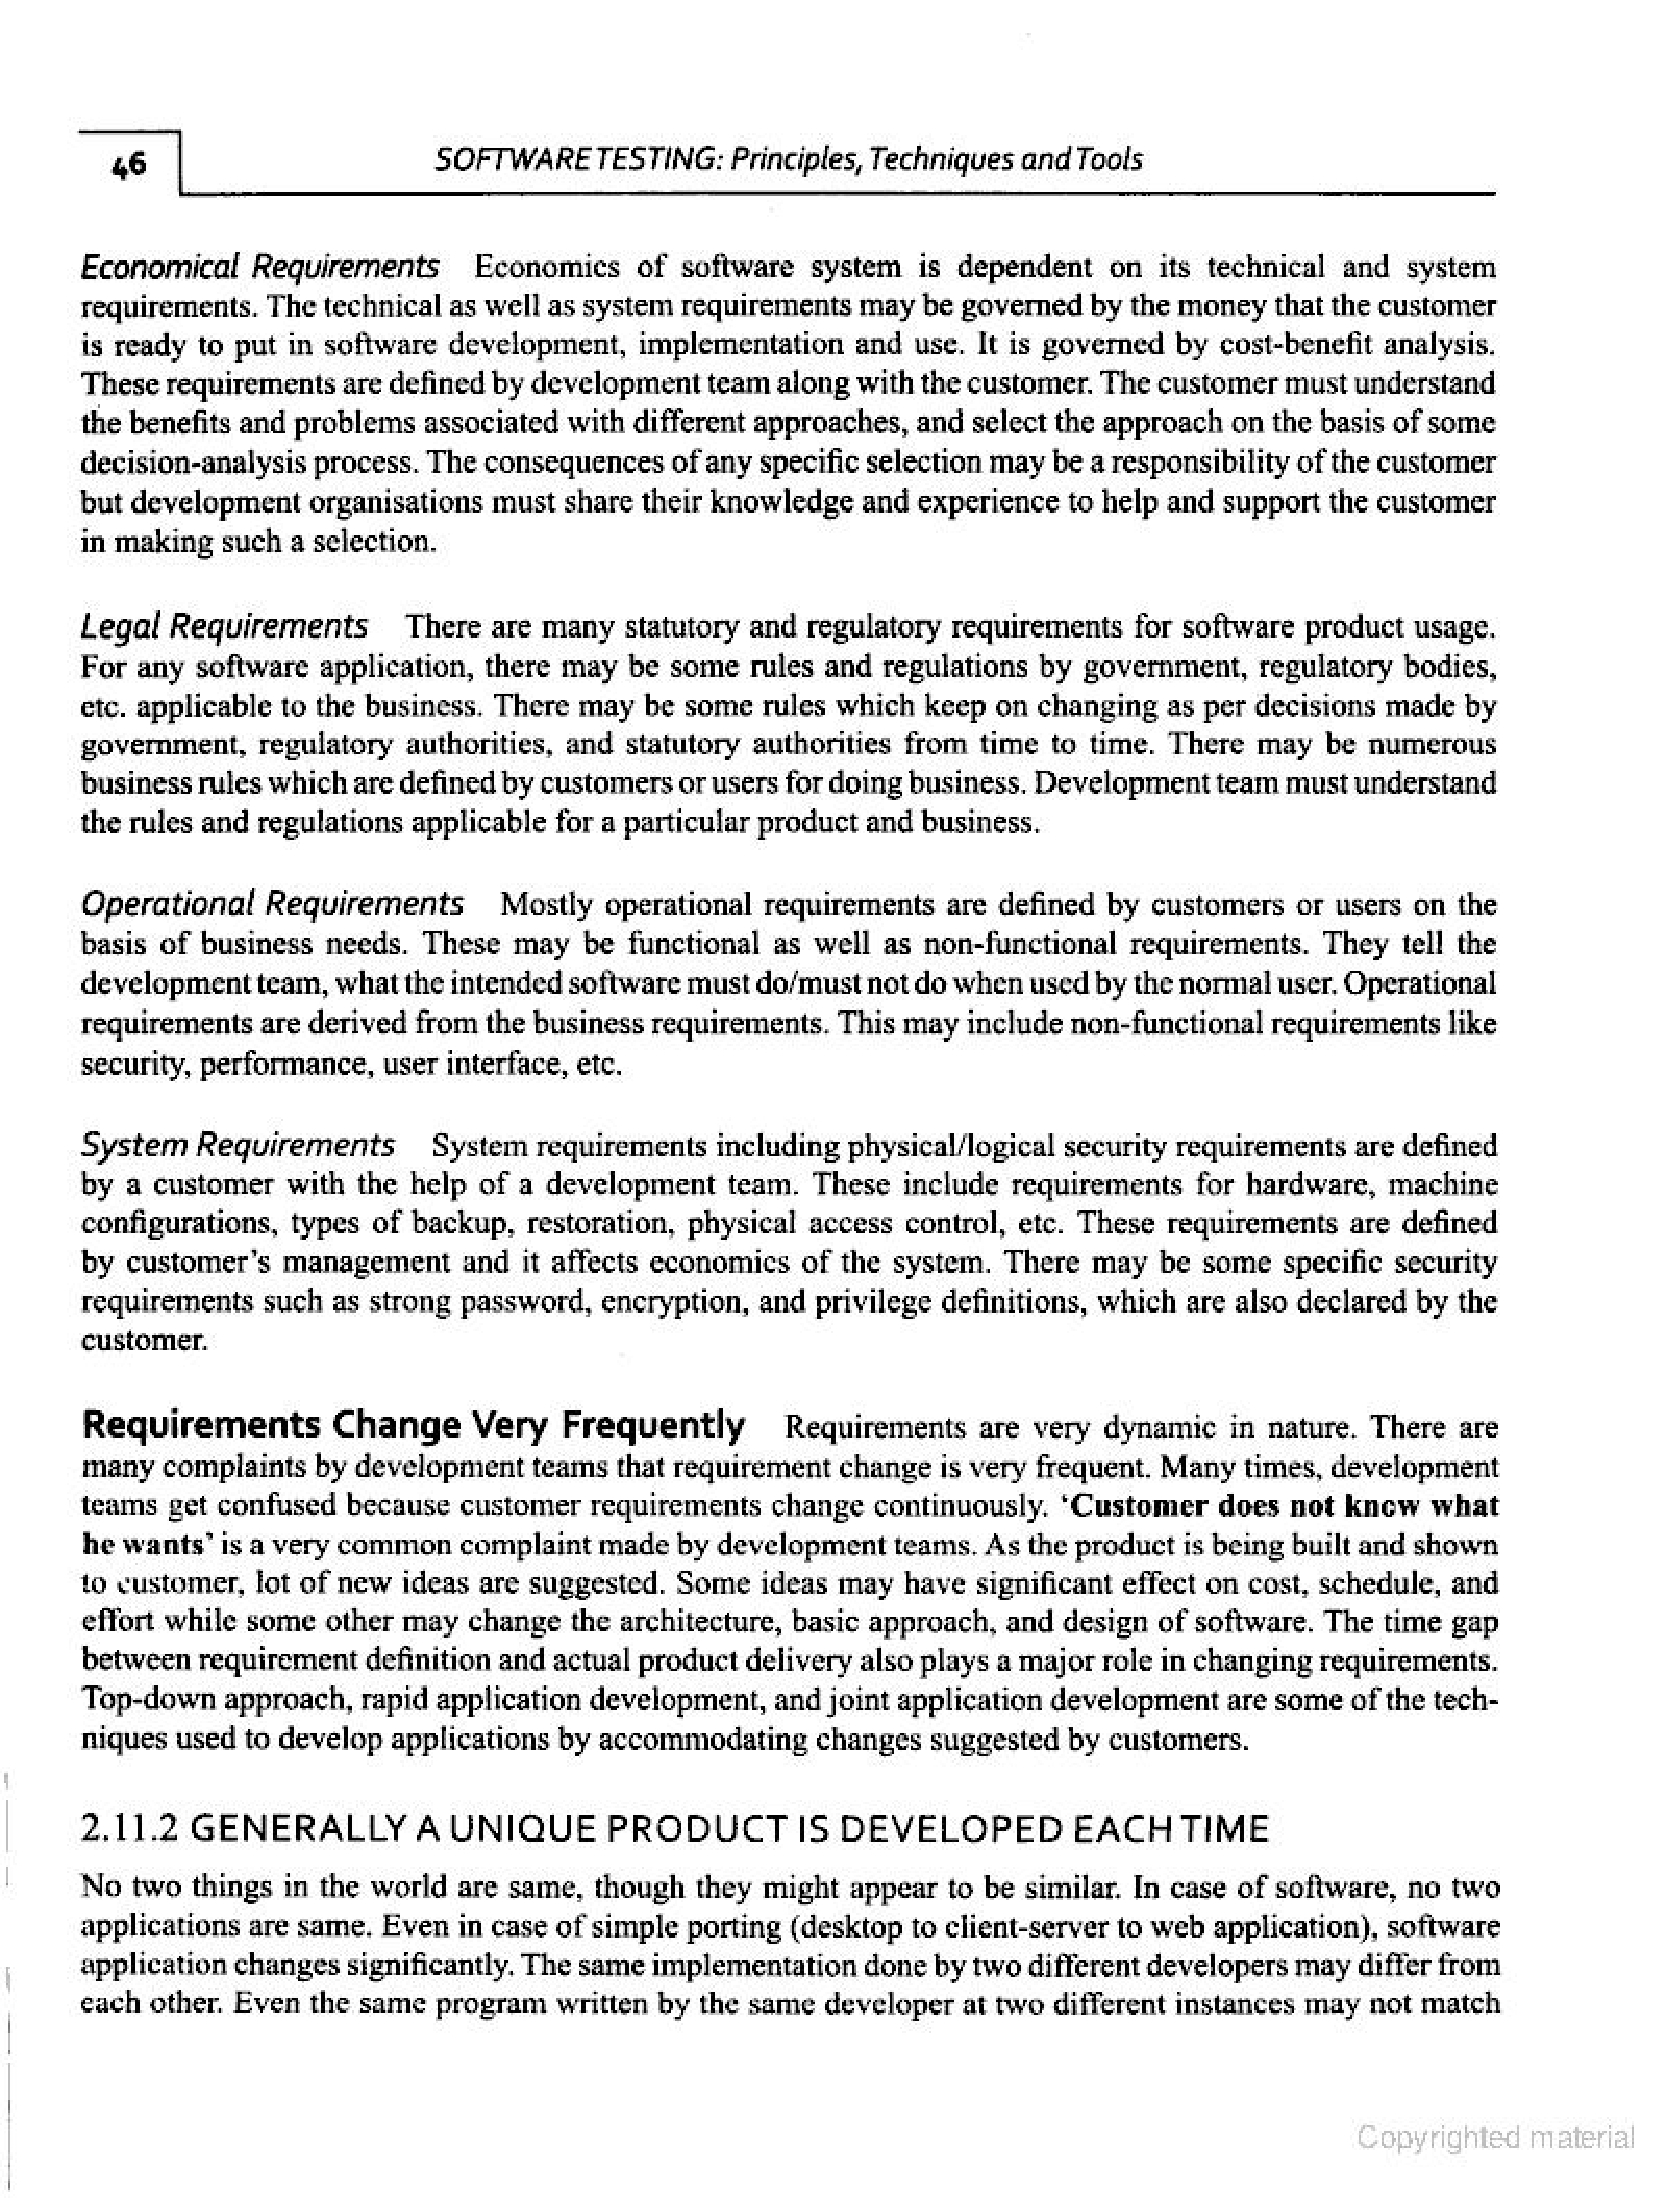 46
SOFTWARE TESTING: Principles, Techniques and Tools
Economical Requirements Economics of software system is dependent on its technical and system
requirements. The technical as well as system requirements may be governed by the money that the customer
is ready to put in software development, implementation and use. It is governed by cost-benefit analysis.
These requirements are defined by development team along with the customer. The customer must understand
the benefits and problems associated with different approaches, and select the approach on the basis of some
decision-analysis process. The consequences of any specific selection may be a responsibility of the customer
but development organisations must share their knowledge and experience to help and support the customer
in making such a selection.
Legal Requirements There are many statutory and regulatory requirements for software product usage.
For any software application, there may be some rules and regulations by government, regulatory bodies,
etc. applicable to the business. There may be some rules which keep on changing as per decisions made by
government, regulatory authorities, and statutory authorities from time to time. There may be numerous
business rules which are defined by customers or users for doing business. Development team must understand
the rules and regulations applicable for a particular product and business.
Operational Requirements Mostly operational requirements are defined by customers or users on the
basis of business needs. These may be functional as well as non-functional requirements. They tell the
development team, what the intended software must do/must not do when used by the normal user. Operational
requirements are derived from the business requirements. This may include non-functional requirements like
security, performance, user interface, etc.
System Requirements System requirements including physical/logical security requirements are defined
by a customer with the help of a development team. These include requirements for hardware, machine
configurations, types of backup, restoration, physical access control, etc. These requirements are defined
by customer's management and it affects economics of the system. There may be some specific security
requirements such as strong password, encryption, and privilege definitions, which are also declared by the
customer.
Requirements Change Very Frequently Requirements are very dynamic in nature. There are
many complaints by development teams that requirement change is very frequent. Many times, development
teams get confused because customer requirements change continuously. 'Customer does not know what
he wants' is a very common complaint made by development teams. As the product is being built and shown
to customer, lot of new ideas are suggested. Some ideas may have significant effect on cost, schedule, and
effort while some other may change the architecture, basic approach, and design of software. The time gap
between requirement definition and actual product delivery also plays a major role in changing requirements.
Top-down approach, rapid application development, and joint application development are some of the tech-
niques used to develop applications by accommodating changes suggested by customers.
2.11.2 GENERALLY A UNIQUE PRODUCT IS DEVELOPED EACH TIME
No two things in the world are same, though they might appear to be similar. In case of software, no two
applications are same. Even in case of simple porting (desktop to client-server to web application), software
application changes significantly. The same implementation done by two different developers may differ from
each other. Even the same program written by the same developer at two different instances may not match
Copyrighted material